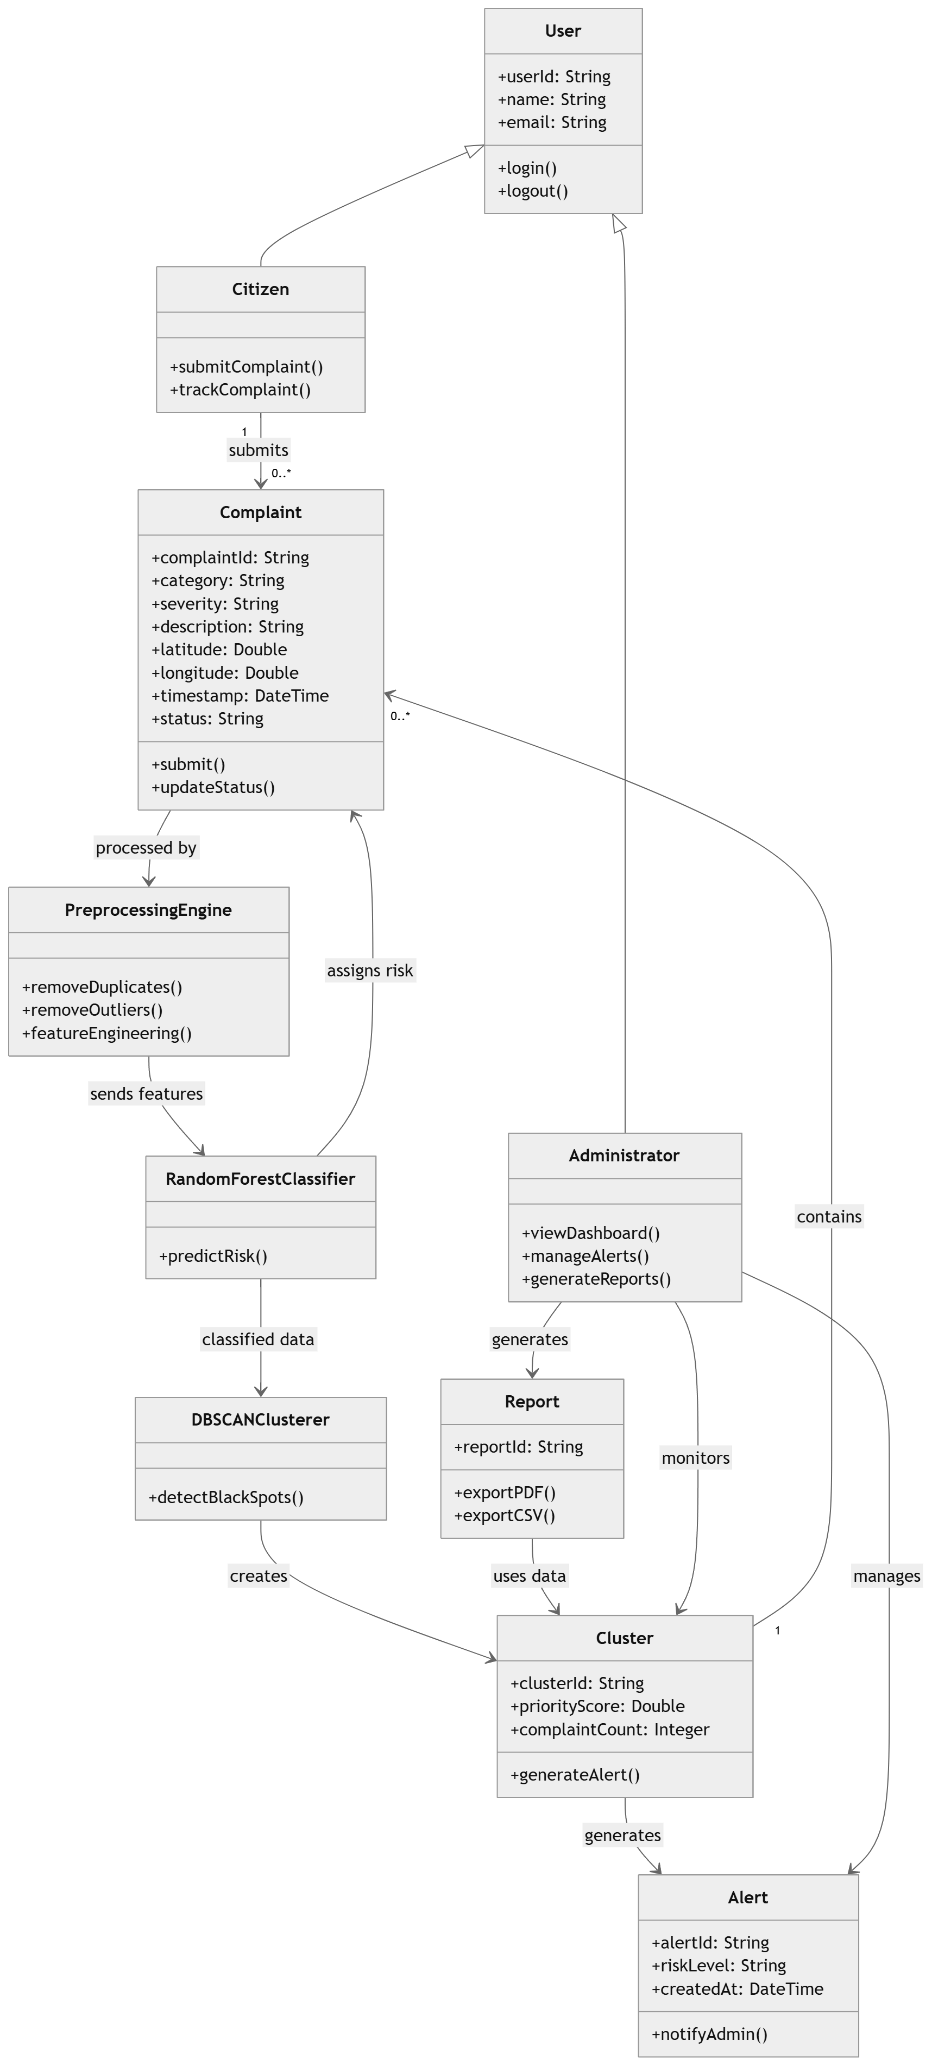 User
+userId: String
+name: String
+email: String
+login()
+logout()
Citizen
+submitComplaint()
+trackComplaint()
1
submits
0..*
Complaint
+complaintId: String
+category: String
+severity: String
+description: String
+latitude: Double
+longitude: Double
+timestamp: DateTime
+status: String
0..*
+submit()
+updateStatus()
processed by
PreprocessingEngine
+removeDuplicates()
+removeOutliers()
+featureEngineering()
assigns risk
sends features
RandomForestClassifier
+predictRisk()
Administrator
+viewDashboard()
+manageAlerts()
+generateReports()
contains
classified data
generates
DBSCANClusterer
+detectBlackSpots()
Report
+reportId: String
+exportPDF()
+exportCSV()
monitors
creates
uses data
manages
1
Cluster
+clusterId: String
+priorityScore: Double
+complaintCount: Integer
+generateAlert()
generates
Alert
+alertId: String
+riskLevel: String
+createdAt: DateTime
+notifyAdmin()